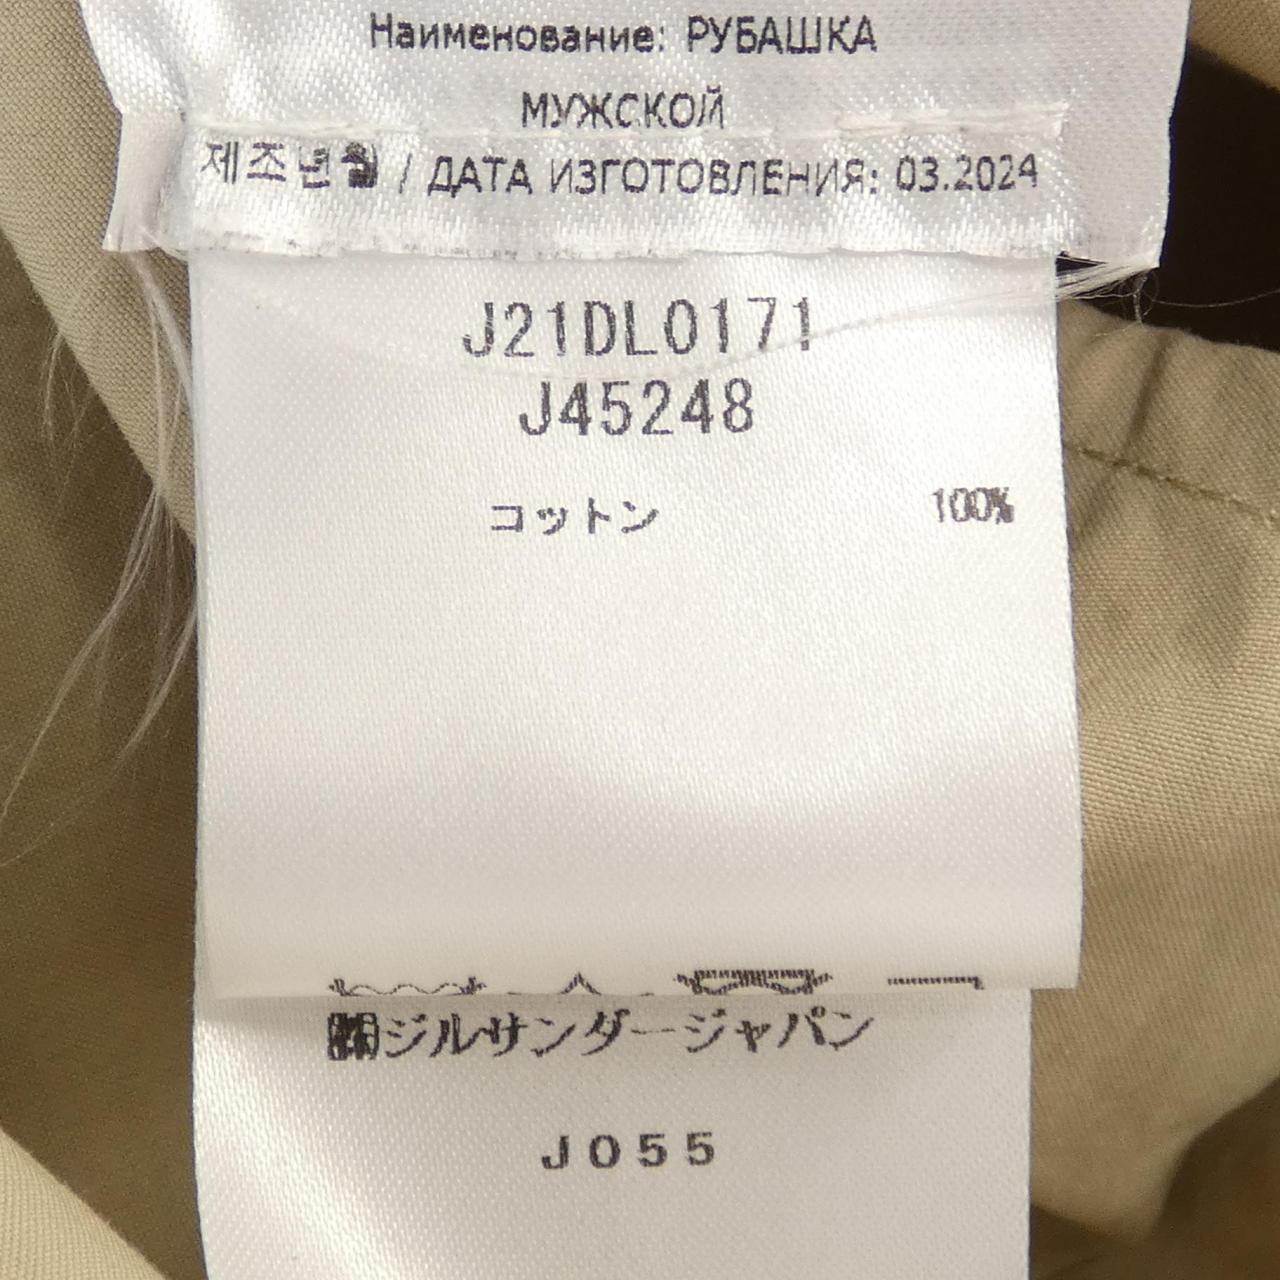 Наименование: РУБАШКА
МУЖСКОЙ
제조년월 / ДАТА ИЗГОТОВЛЕНИЯ: 03.2024
J21DL0171
J45248
コットン 100%
㈱ジルサンダージャパン
J055